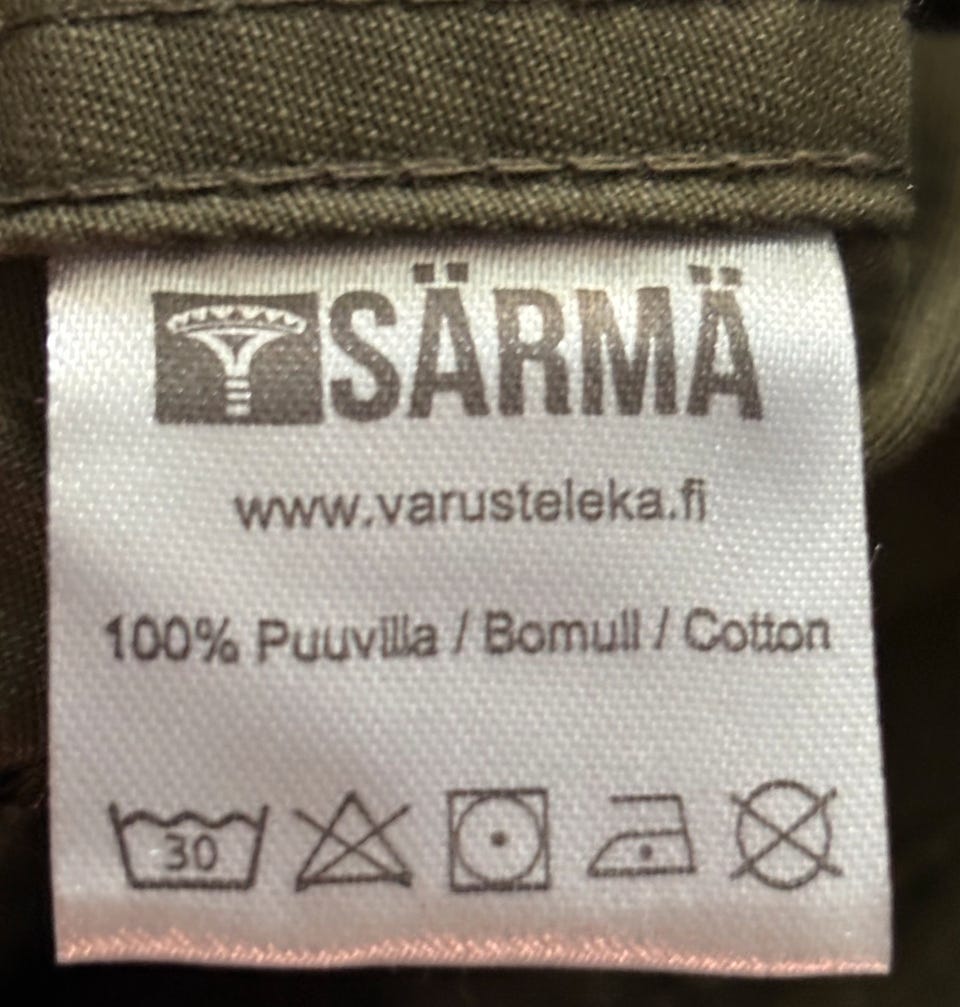 SÄRMÄ
www.varusteleka.fi
100% Puuvilla / Bomull / Cotton
30